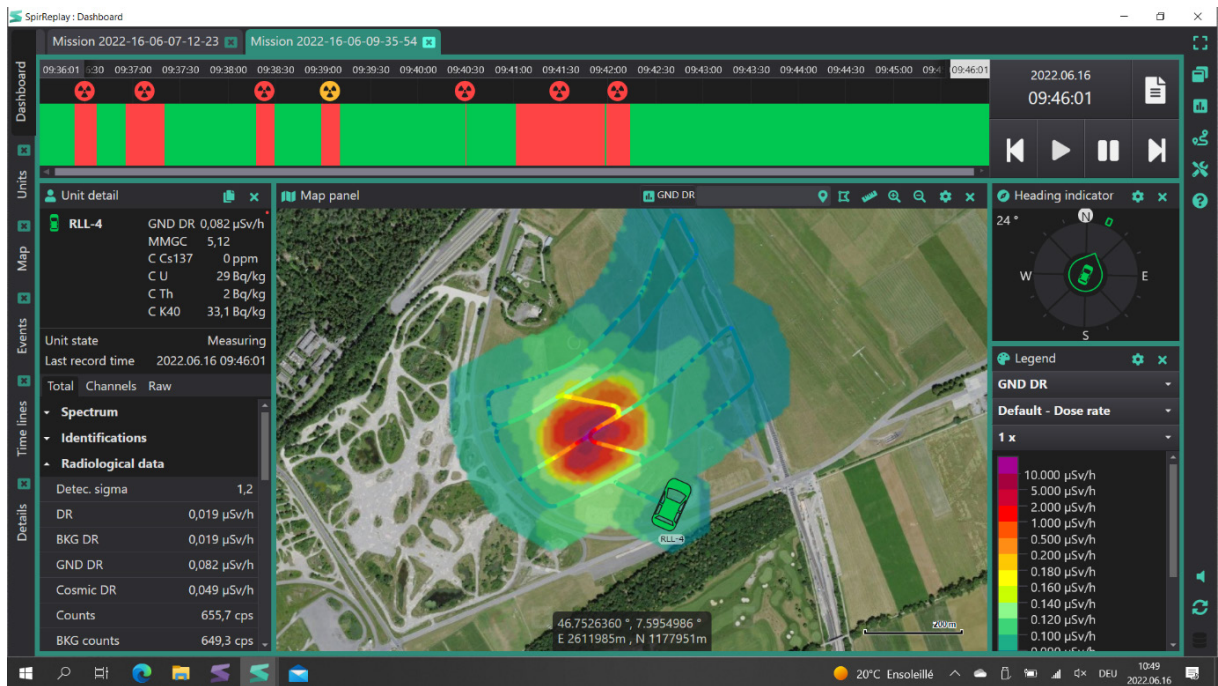 SpirReplay : Dashboard
Mission 2022-16-06-07-12-23
Mission 2022-16-06-09-35-54
Dashboard
Units
Map
Events
Time lines
Details
09:36:01 5:30 09:37:00 09:37:30 09:38:00 09:38:30 09:39:00 09:39:30 09:40:00 09:40:30 09:41:00 09:41:30 09:42:00 09:42:30 09:43:00 09:43:30 09:44:00 09:44:30 09:45:00 09:4 09:46:01
2022.06.16
09:46:01
Unit detail
RLL-4
GND DR 0,082 µSv/h
MMGC 5,12
C Cs137 0 ppm
C U 29 Bq/kg
C Th 2 Bq/kg
C K40 33,1 Bq/kg
Unit state Measuring
Last record time 2022.06.16 09:46:01
Total Channels Raw
Spectrum
Identifications
Radiological data
Detec. sigma 1,2
DR 0,019 µSv/h
BKG DR 0,019 µSv/h
GND DR 0,082 µSv/h
Cosmic DR 0,049 µSv/h
Counts 655,7 cps
BKG counts 649,3 cps
Map panel
GND DR
RLL-4
46.7526360 °, 7.5954986 °
E 2611985m , N 1177951m
200 m
Heading indicator
24 °
N
W
E
S
Legend
GND DR
Default - Dose rate
1 x
10.000 µSv/h
5.000 µSv/h
2.000 µSv/h
1.000 µSv/h
0.500 µSv/h
0.200 µSv/h
0.180 µSv/h
0.160 µSv/h
0.140 µSv/h
0.120 µSv/h
0.100 µSv/h
20°C Ensoleillé
DEU
10:49
2022.06.16